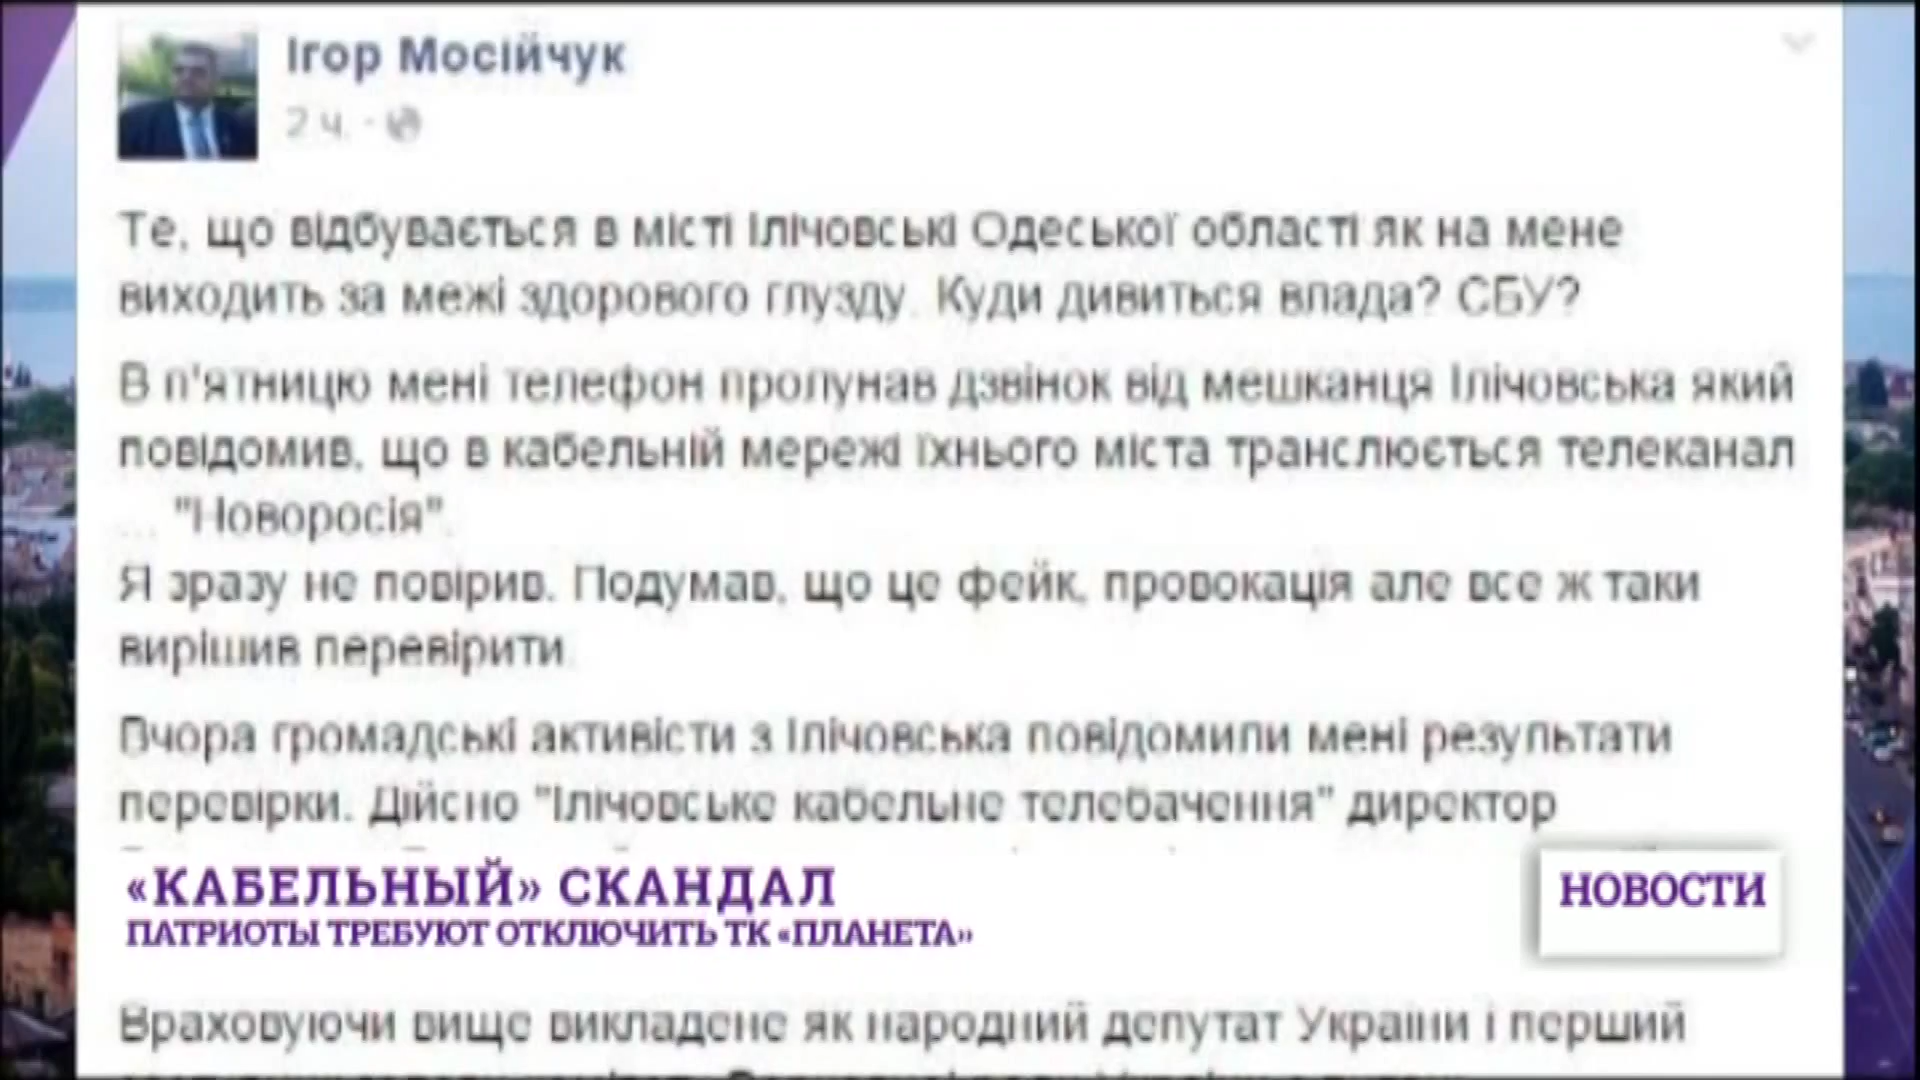 Ігор Мосійчук
2 ч.
Те, що відбувається в місті Ілічовські Одеської області як на мене
виходить за межі здорового глузду. Куди дивиться влада? СБУ?
В п'ятницю мені телефон пролунав дзвінок від мешканця Ілічовська який
повідомив, що в кабельній мережі їхнього міста транслюється телеканал
... "Новоросія".
Я зразу не повірив. Подумав, що це фейк, провокація але все ж таки
вирішив перевірити.
Вчора громадські активісти з Ілічовська повідомили мені результати
перевірки. Дійсно "Ілічовське кабельне телебачення" директор
«КАБЕЛЬНЫЙ» СКАНДАЛ
НОВОСТИ
ПАТРИОТЫ ТРЕБУЮТ ОТКЛЮЧИТЬ ТК «ПЛАНЕТА»
Враховуючи вище викладене як народний депутат України і перший